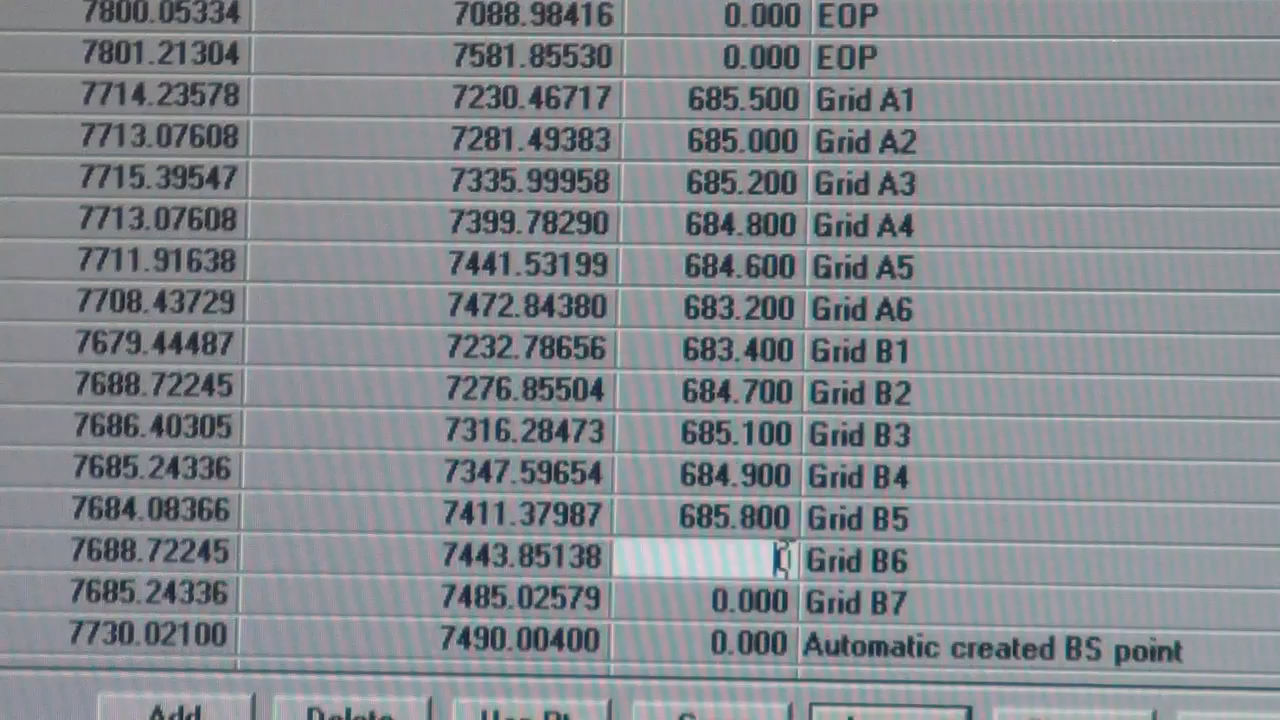 7800.05334 7088.98416 0.000 EOP
7801.21304 7581.85530 0.000 EOP
7714.23578 7230.46717 685.500 Grid A1
7713.07608 7281.49383 685.000 Grid A2
7715.39547 7335.99958 685.200 Grid A3
7713.07608 7399.78290 684.800 Grid A4
7711.91638 7441.53199 684.600 Grid A5
7708.43729 7472.84380 683.200 Grid A6
7679.44487 7232.78656 683.400 Grid B1
7688.72245 7276.85504 684.700 Grid B2
7686.40305 7316.28473 685.100 Grid B3
7685.24336 7347.59654 684.900 Grid B4
7684.08366 7411.37987 685.800 Grid B5
7688.72245 7443.85138 Grid B6
7685.24336 7485.02579 0.000 Grid B7
7730.02100 7490.00400 0.000 Automatic created BS point
Add Delete